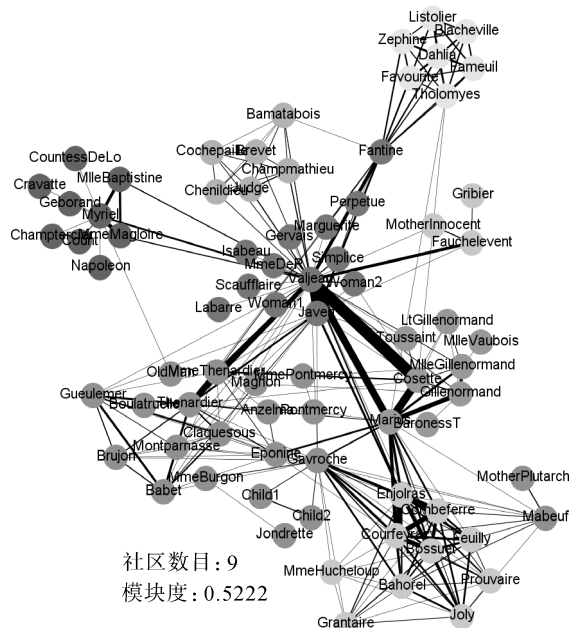 Listolier
Blacheville
Zephine
Dahlia
Fameuil
Favourite
Tholomyes
Bamatabois
Cochepaille
Brevet
Fantine
CountessDeLo
Champmathieu
MlleBaptistine
Cravatte
Chenildieu
Judge
Geborand
Perpetue
Gribier
Myriel
Marguerite
MotherInnocent
Champtercier
Count
MmeMagloire
Gervais
Fauchelevent
Isabeau
Simplice
Napoleon
MmeDeR
Valjean
Scaufflaire
Woman2
Labarre
Woman1
Javert
LtGillenormand
Toussaint
MlleVaubois
OldMan
MmeThenardier
MlleGillenormand
Magnon
MmePontmercy
Cosette
Gueulemer
Gillenormand
Boulatruelle
Thenardier
Anzelma
Pontmercy
Marius
BaronessT
Claquesous
Montparnasse
Brujon
Eponine
Gavroche
MmeBurgon
MotherPlutarch
Babet
Child1
Enjolras
Child2
Combeferre
Mabeuf
Jondrette
Courfeyrac
Feuilly
Bossuet
社区数目: 9
MmeHucheloup
Prouvaire
模块度: 0.5222
Bahorel
Joly
Grantaire